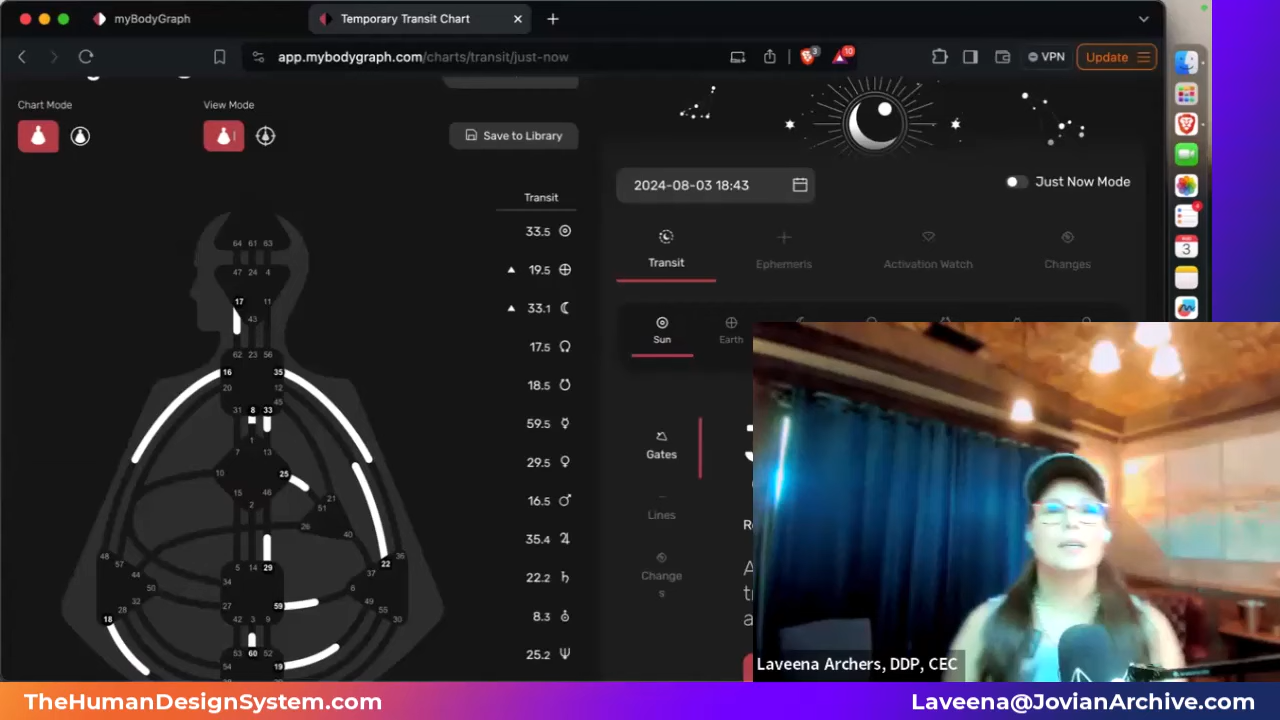 myBodyGraph
Temporary Transit Chart
app.mybodygraph.com/charts/transit/just-now
3
10
VPN
Update
Chart Mode
View Mode
Save to Library
2024-08-03 18:43
Just Now Mode
Transit
Ephemeris
Activation Watch
Changes
Sun
Earth
Gates
Lines
Change
s
Transit
33.5
19.5
33.1
17.5
18.5
59.5
29.5
16.5
35.4
22.2
8.3
25.2
64 61 63
47 24 4
17 11
43
62 23 56
16 35
20 12
45
31 8 33
1
7 13
10 25
15 46
2
21
51
26
40
48 36
57 5 14 29 22
37
44 34 6
50
27 59 49
32
28 55
42 3 9
18 30
53 60 52
54 19
4
3
Laveena Archers, DDP, CEC
TheHumanDesignSystem.com
Laveena@JovianArchive.com